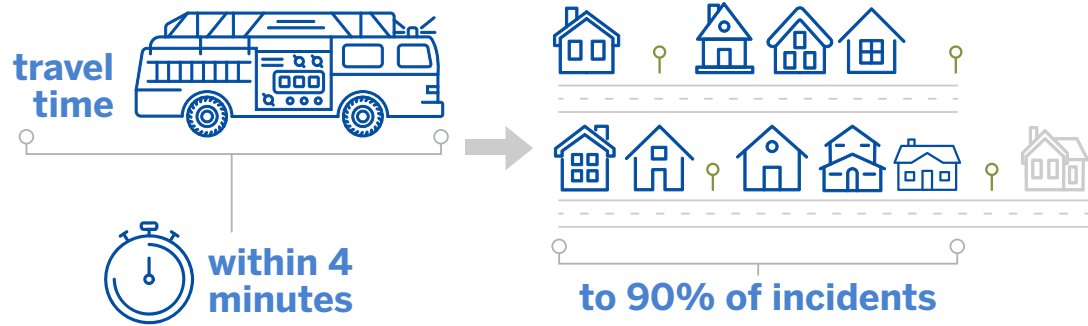 travel
time
within 4
minutes
to 90% of incidents